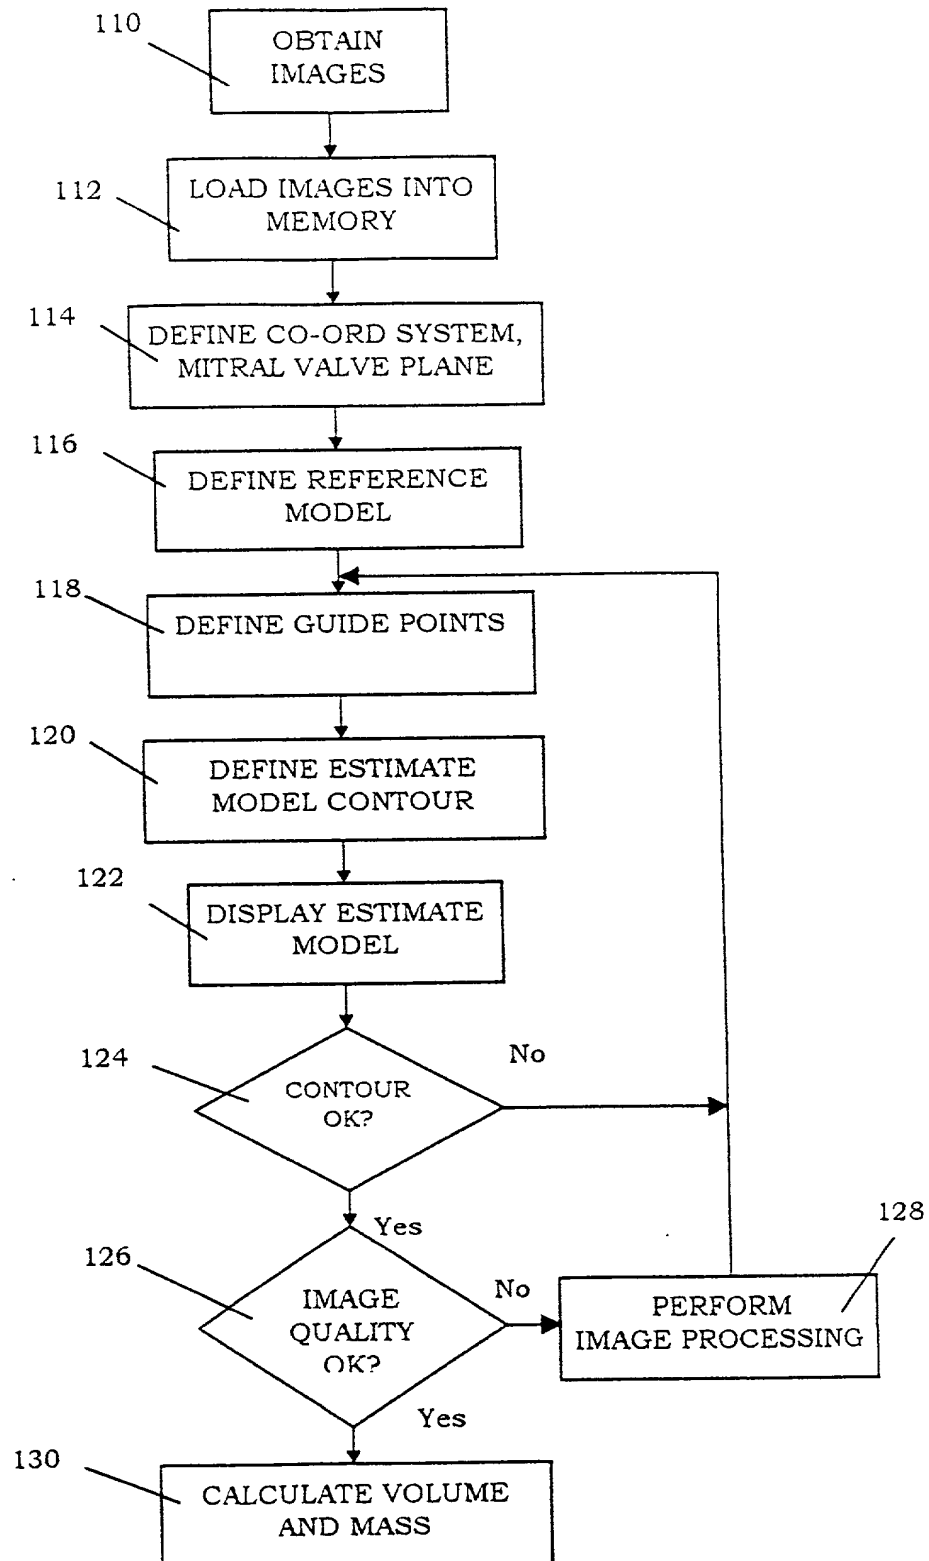 110
OBTAIN
IMAGES
112
LOAD IMAGES INTO
MEMORY
114
DEFINE CO-ORD SYSTEM,
MITRAL VALVE PLANE
116
DEFINE REFERENCE
MODEL
118
DEFINE GUIDE POINTS
120
DEFINE ESTIMATE
MODEL CONTOUR
122
DISPLAY ESTIMATE
MODEL
124
CONTOUR
OK?
No
Yes
126
IMAGE
QUALITY
OK?
No
128
PERFORM
IMAGE PROCESSING
Yes
130
CALCULATE VOLUME
AND MASS